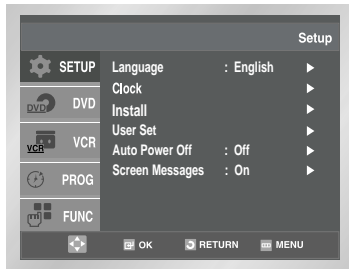 Setup
SETUP
DVD DVD
VCR VCR
PROG
FUNC
Language : English
Clock
Install
User Set
Auto Power Off : Off
Screen Messages : On
OK RETURN MENU